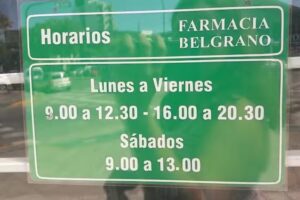 Horarios
FARMACIA
BELGRANO
Lunes a Viernes
9.00 a 12.30 - 16.00 a 20.30
Sábados
9.00 a 13.00